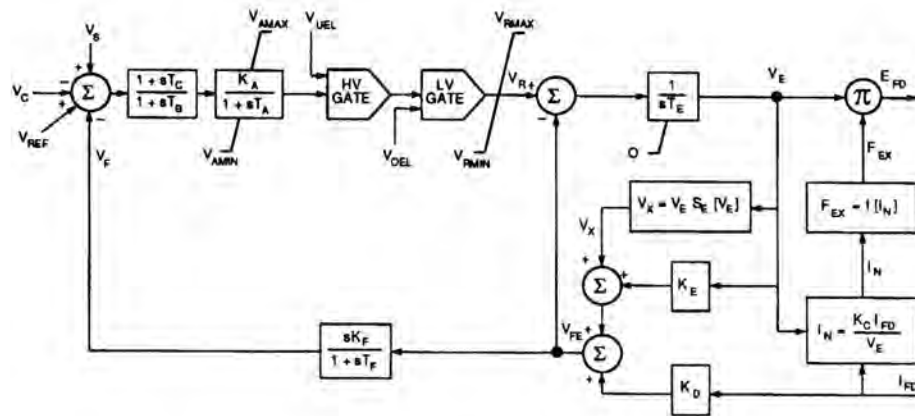 V_S
V_C
V_REF
V_F
Σ
1 + sT_C
1 + sT_B
V_AMAX
K_A
1 + sT_A
V_AMIN
V_UEL
HV
GATE
LV
GATE
V_OEL
V_RMAX
V_R
V_RMIN
Σ
1
sT_E
O
V_E
π
E_FD
F_EX
F_EX = f [I_N]
I_N
I_N = K_C I_FD
V_E
I_FD
V_X = V_E S_E [V_E]
V_X
Σ
K_E
V_FE
Σ
K_D
sK_F
1 + sT_F